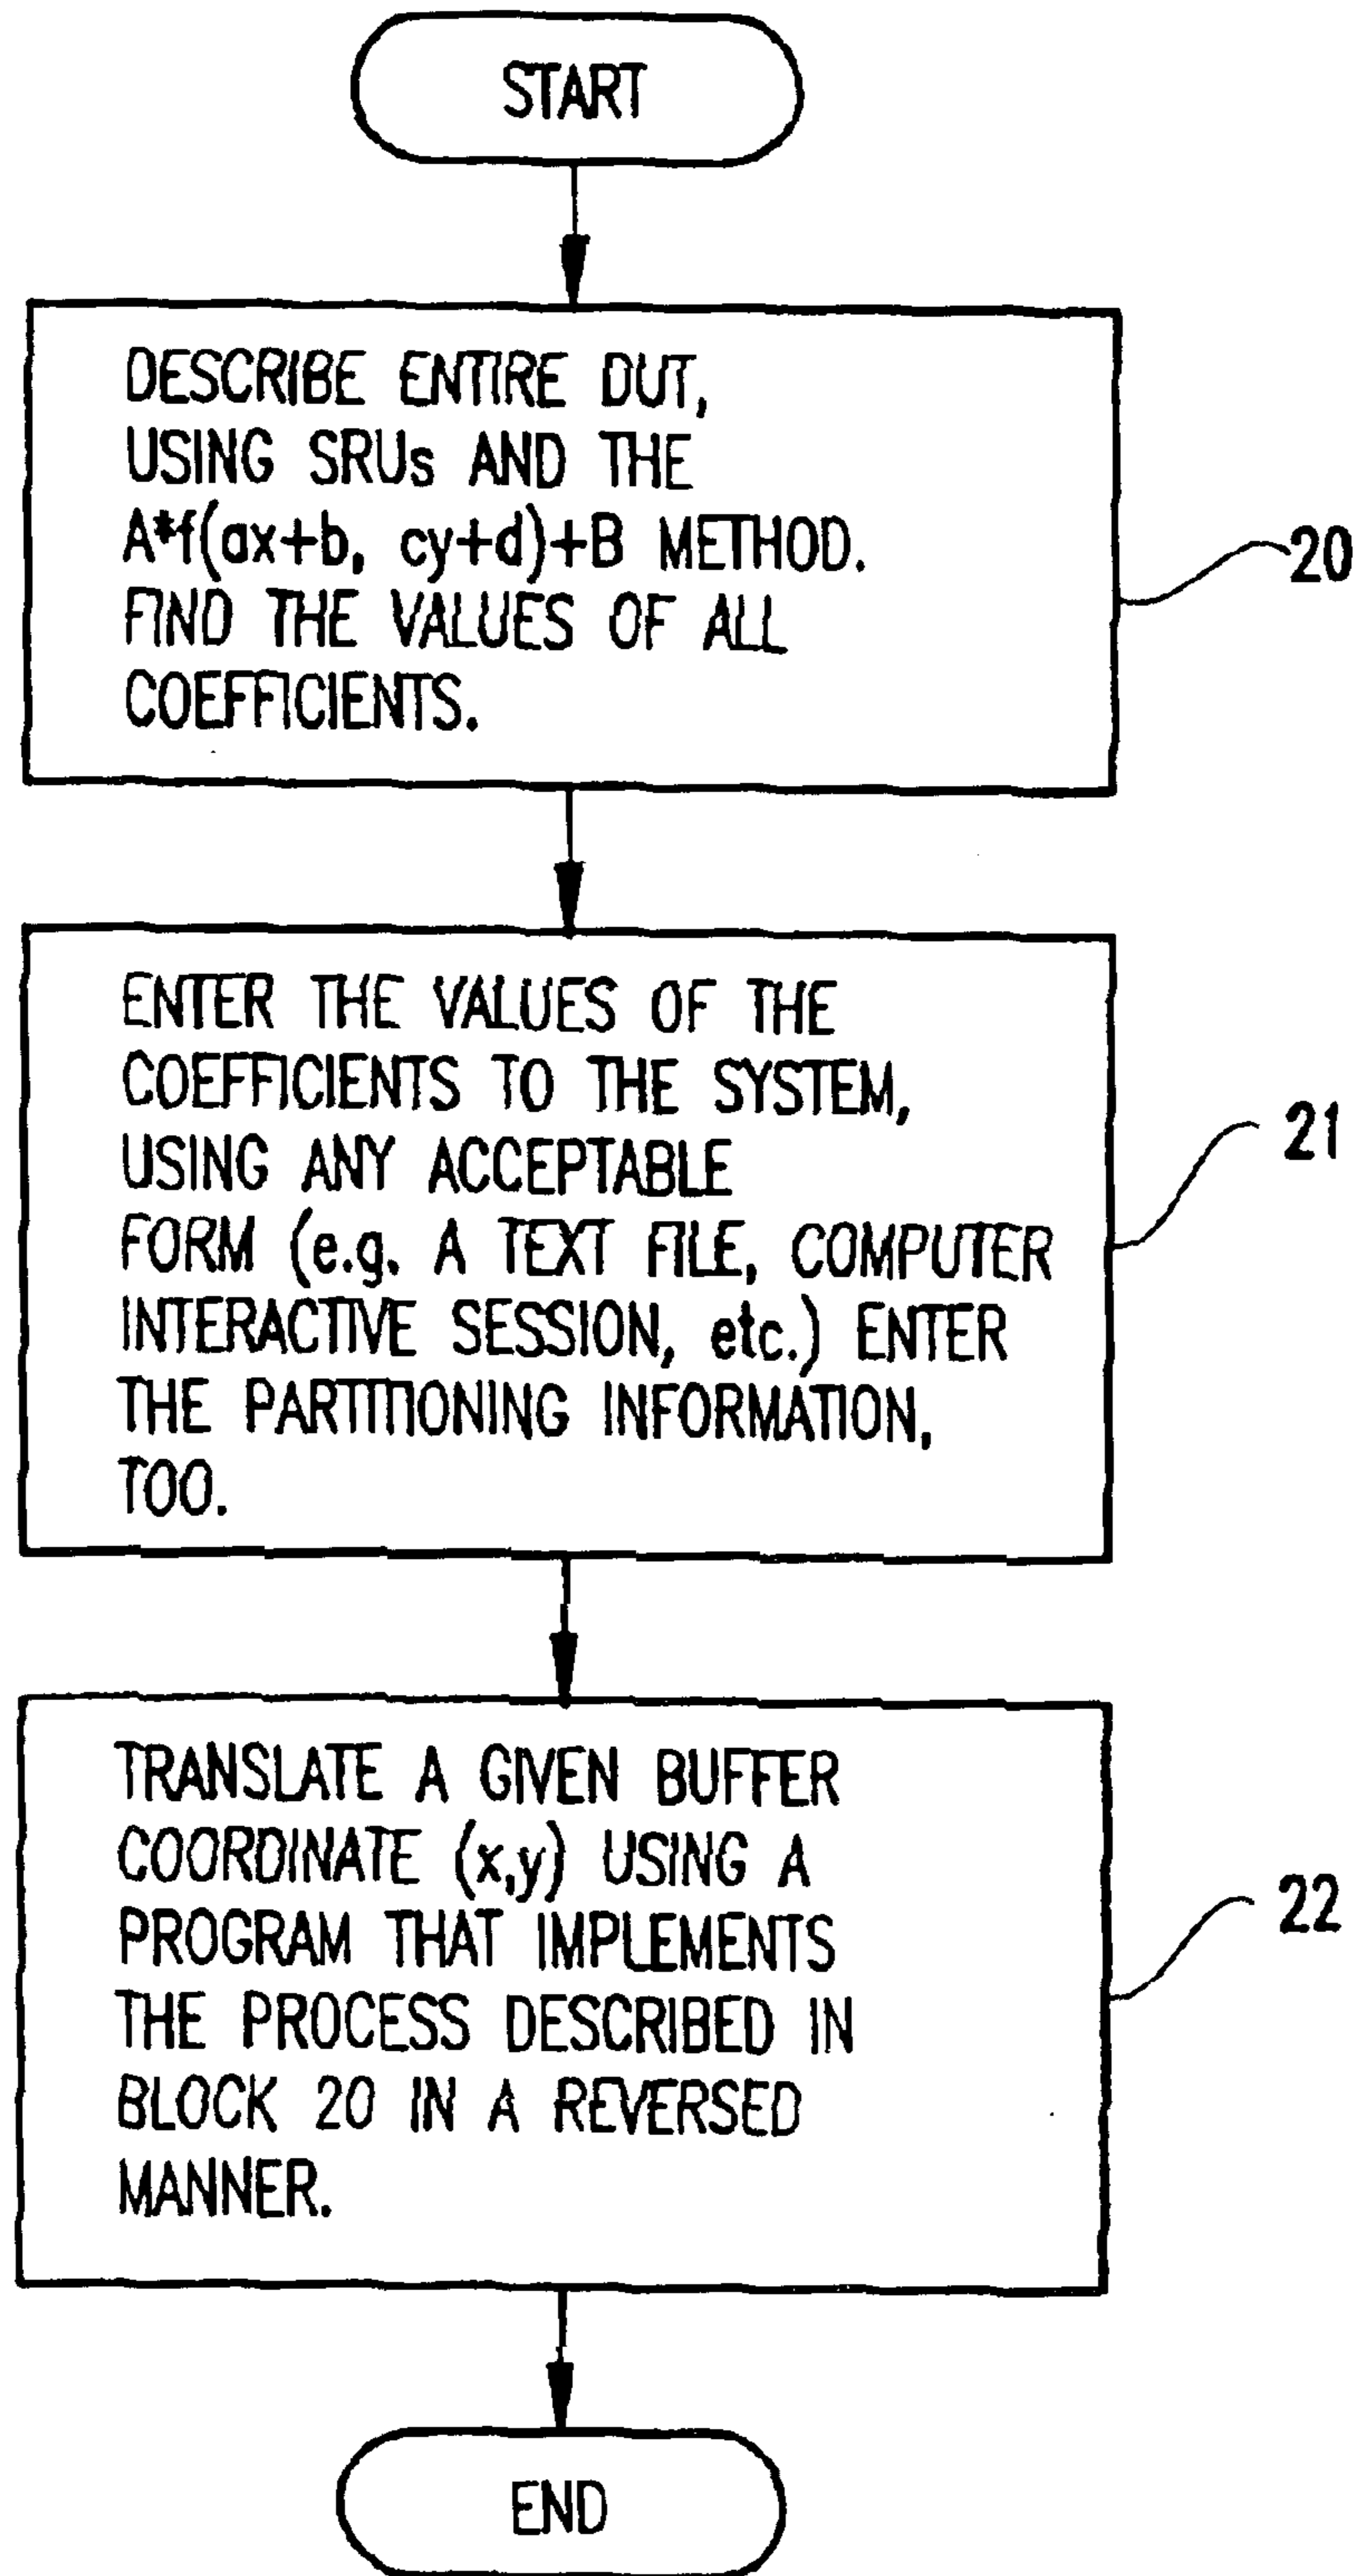 START
DESCRIBE ENTIRE DUT,
USING SRUs AND THE
A*f(ax+b, cy+d)+B METHOD.
FIND THE VALUES OF ALL
COEFFICIENTS.
20
ENTER THE VALUES OF THE
COEFFICIENTS TO THE SYSTEM,
USING ANY ACCEPTABLE
FORM (e.g. A TEXT FILE, COMPUTER
INTERACTIVE SESSION, etc.) ENTER
THE PARTITIONING INFORMATION,
TOO.
21
TRANSLATE A GIVEN BUFFER
COORDINATE (x,y) USING A
PROGRAM THAT IMPLEMENTS
THE PROCESS DESCRIBED IN
BLOCK 20 IN A REVERSED
MANNER.
22
END